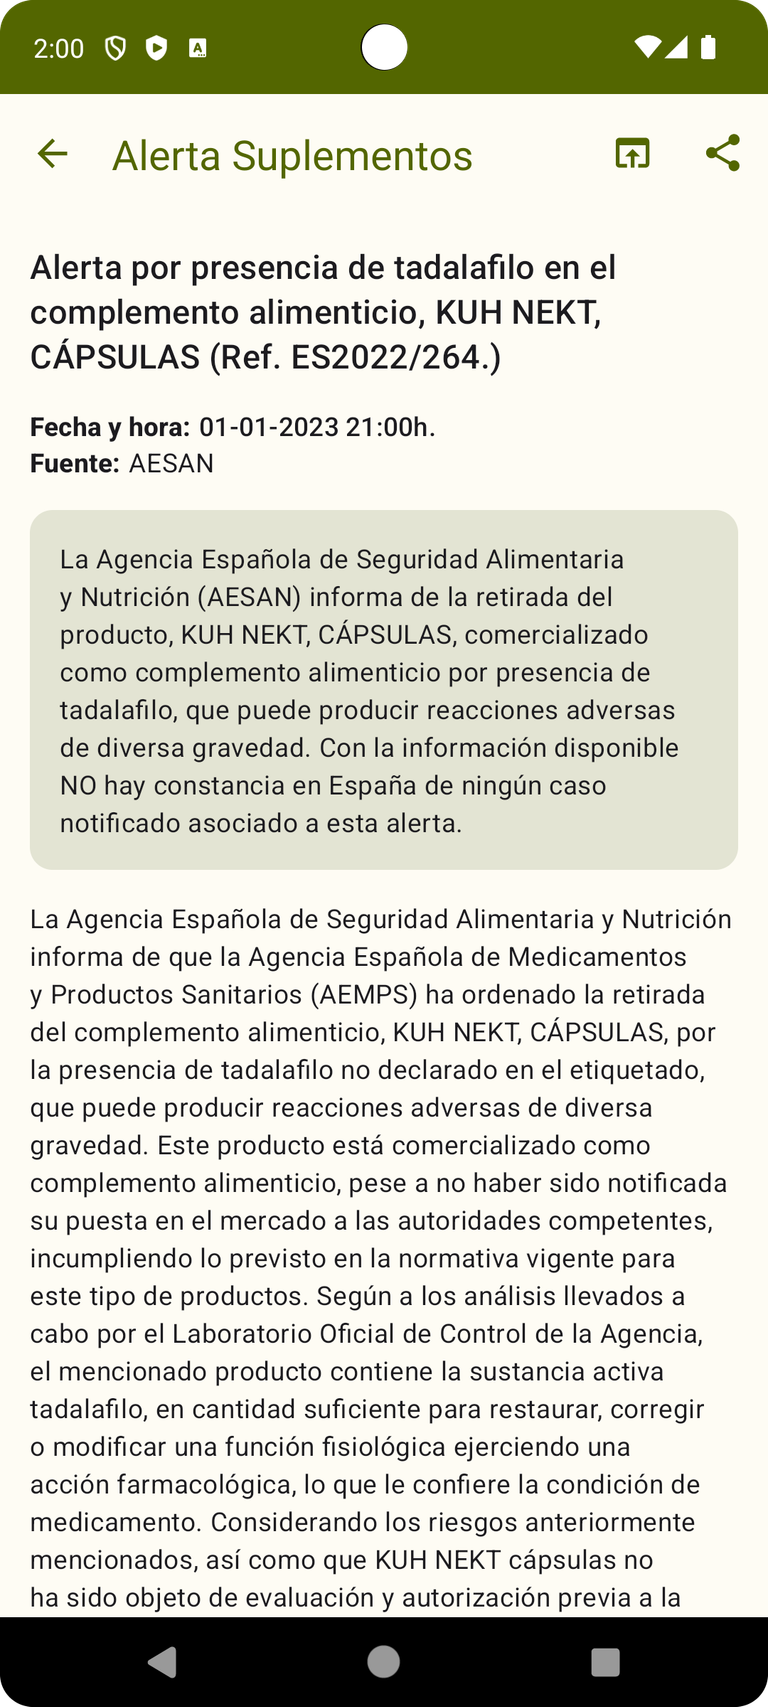 2:00
Alerta Suplementos
Alerta por presencia de tadalafilo en el
complemento alimenticio, KUH NEKT,
CÁPSULAS (Ref. ES2022/264.)
Fecha y hora: 01-01-2023 21:00h.
Fuente: AESAN
La Agencia Española de Seguridad Alimentaria
y Nutrición (AESAN) informa de la retirada del
producto, KUH NEKT, CÁPSULAS, comercializado
como complemento alimenticio por presencia de
tadalafilo, que puede producir reacciones adversas
de diversa gravedad. Con la información disponible
NO hay constancia en España de ningún caso
notificado asociado a esta alerta.
La Agencia Española de Seguridad Alimentaria y Nutrición
informa de que la Agencia Española de Medicamentos
y Productos Sanitarios (AEMPS) ha ordenado la retirada
del complemento alimenticio, KUH NEKT, CÁPSULAS, por
la presencia de tadalafilo no declarado en el etiquetado,
que puede producir reacciones adversas de diversa
gravedad. Este producto está comercializado como
complemento alimenticio, pese a no haber sido notificada
su puesta en el mercado a las autoridades competentes,
incumpliendo lo previsto en la normativa vigente para
este tipo de productos. Según a los análisis llevados a
cabo por el Laboratorio Oficial de Control de la Agencia,
el mencionado producto contiene la sustancia activa
tadalafilo, en cantidad suficiente para restaurar, corregir
o modificar una función fisiológica ejerciendo una
acción farmacológica, lo que le confiere la condición de
medicamento. Considerando los riesgos anteriormente
mencionados, así como que KUH NEKT cápsulas no
ha sido objeto de evaluación y autorización previa a la